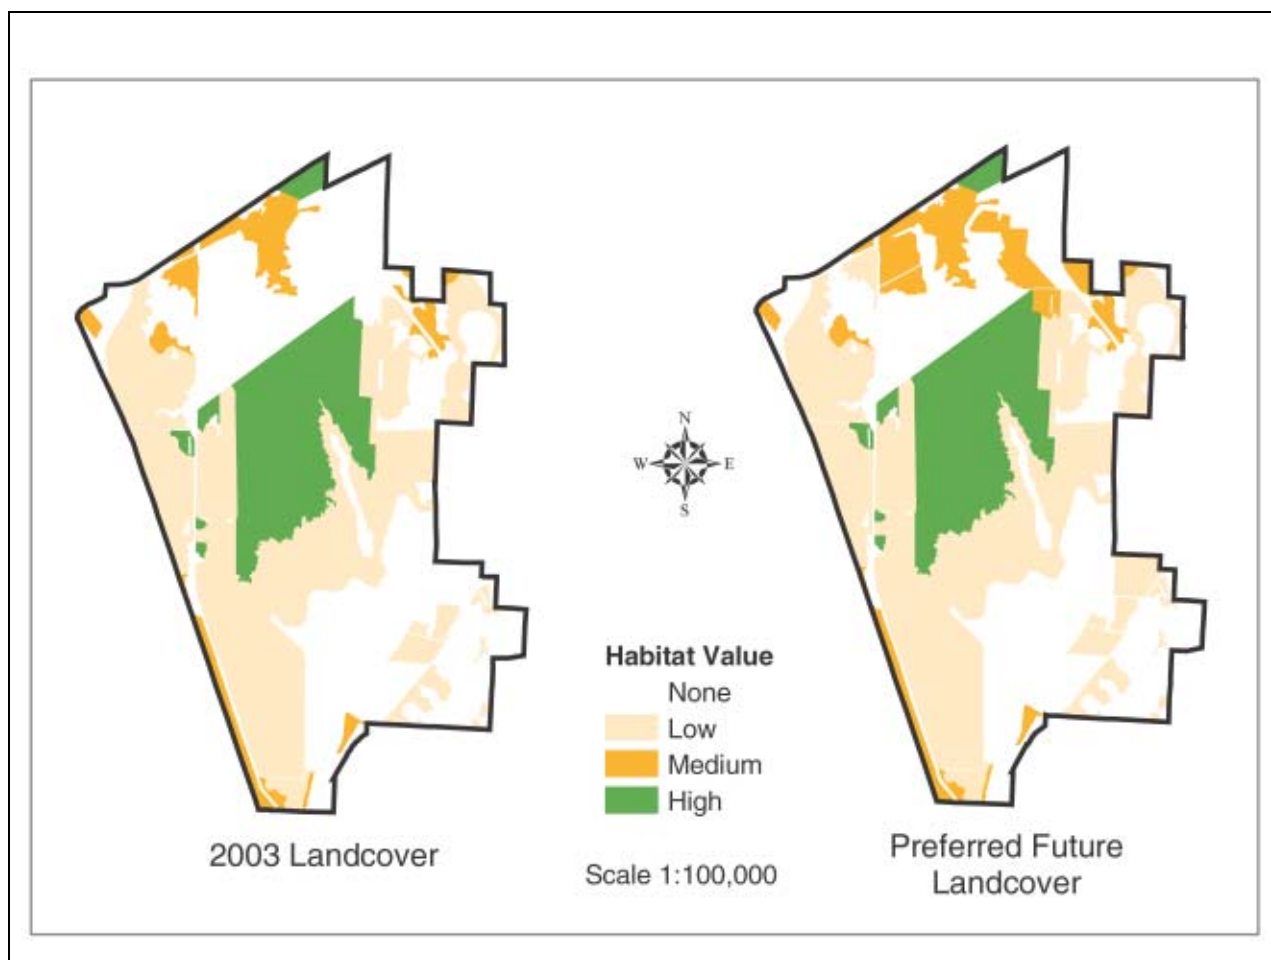 N
W E
S
Habitat Value
None
Low
Medium
High
2003 Landcover
Scale 1:100,000
Preferred Future
Landcover